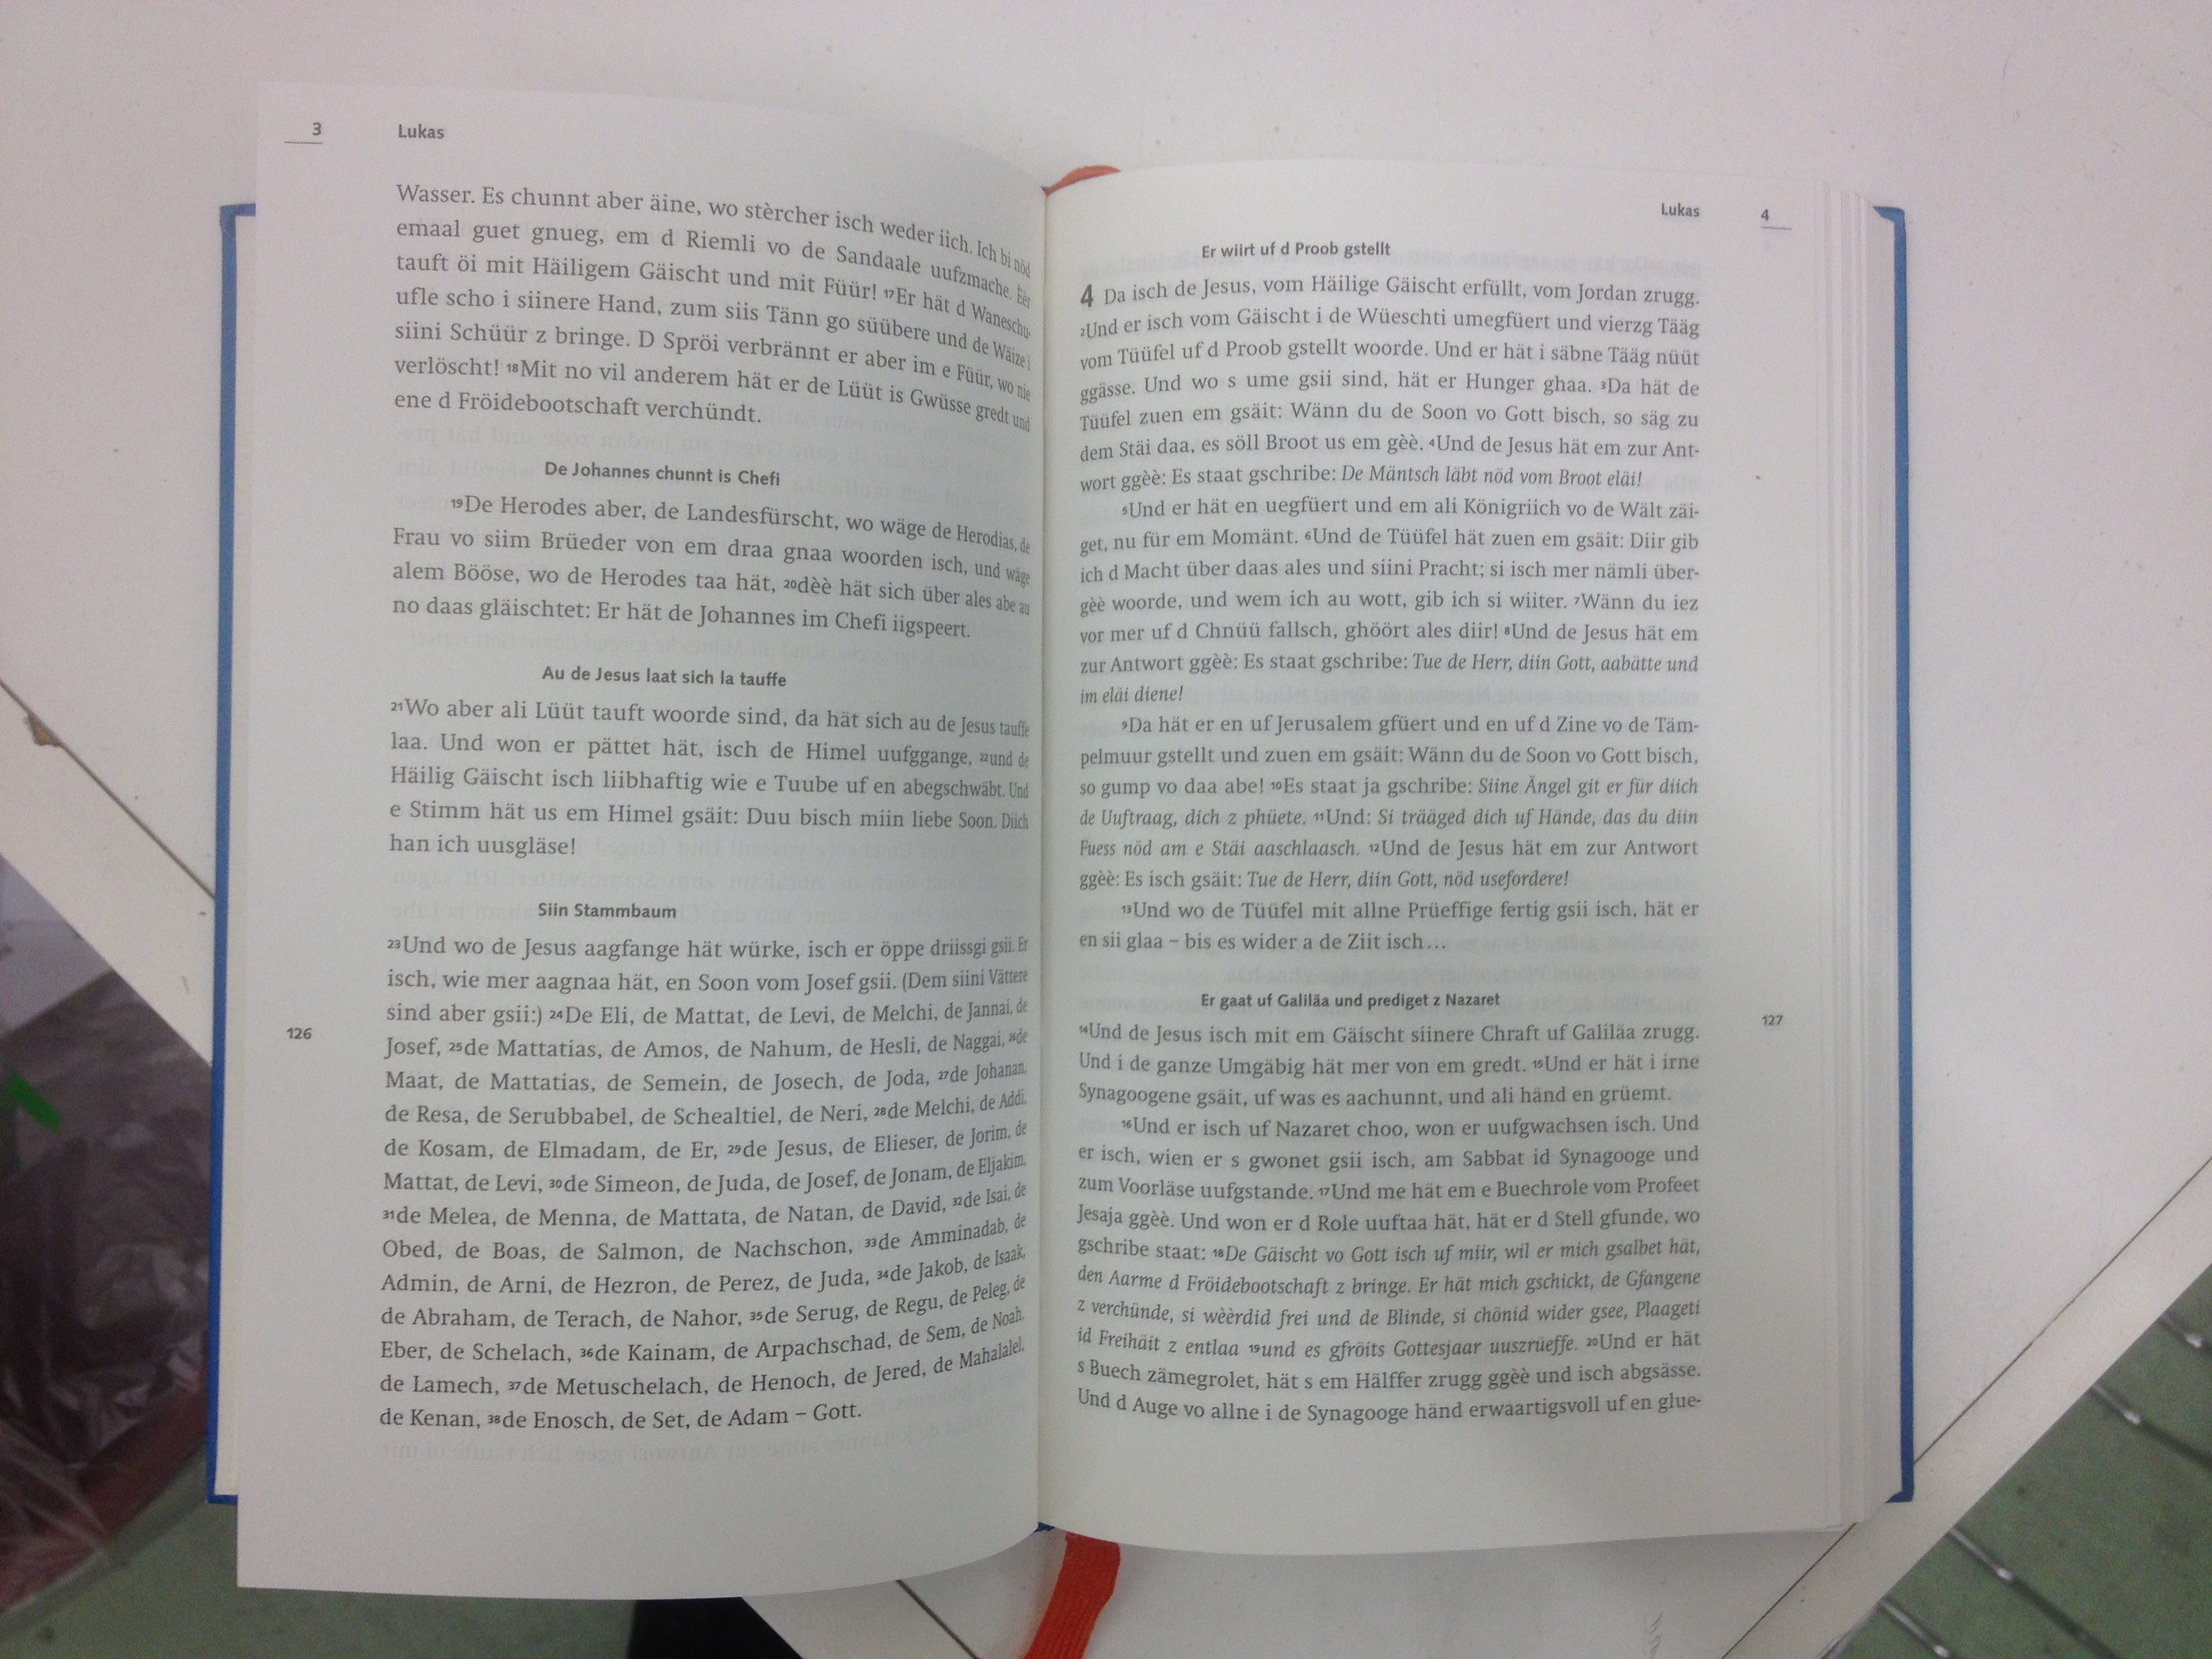 3
Lukas
Wasser. Es chunnt aber äine, wo stèrcher isch weder iich. Ich bi nöd
emaal guet gnueg, em d Riemli vo de Sandaale uufzmache. Eèr
tauft öi mit Häiligem Gäischt und mit Füür! 17Er hät d Waneschu-
ufle scho i siinere Hand, zum siis Tänn go süübere und de Wäize i
siini Schüür z bringe. D Spröi verbrännt er aber im e Füür, wo nie
verlöscht! 18Mit no vil anderem hät er de Lüüt is Gwüsse gredt und
ene d Fröidebootschaft verchündt.
De Johannes chunnt is Chefi
19De Herodes aber, de Landesfürscht, wo wäge de Herodias, de
Frau vo siim Brüeder von em draa gnaa woorden isch, und wäge
alem Bööse, wo de Herodes taa hät, 20dèè hät sich über ales abe au
no daas gläischtet: Er hät de Johannes im Chefi iigspeert.
Au de Jesus laat sich la tauffe
21Wo aber ali Lüüt tauft woorde sind, da hät sich au de Jesus tauffe
laa. Und won er pättet hät, isch de Himel uufggange, 22und de
Häilig Gäischt isch liibhaftig wie e Tuube uf en abegschwäbt. Und
e Stimm hät us em Himel gsäit: Duu bisch miin liebe Soon. Diich
han ich uusgläse!
Siin Stammbaum
23Und wo de Jesus aagfange hät würke, isch er öppe driissgi gsii. Er
isch, wie mer aagnaa hät, en Soon vom Josef gsii. (Dem siini Vättere
sind aber gsii:) 24De Eli, de Mattat, de Levi, de Melchi, de Jannai, de
Josef, 25de Mattatias, de Amos, de Nahum, de Hesli, de Naggai, 26de
Maat, de Mattatias, de Semein, de Josech, de Joda, 27de Johanan,
de Resa, de Serubbabel, de Schealtiel, de Neri, 28de Melchi, de Addi,
de Kosam, de Elmadam, de Er, 29de Jesus, de Elieser, de Jorim, de
Mattat, de Levi, 30de Simeon, de Juda, de Josef, de Jonam, de Eljakim,
31de Melea, de Menna, de Mattata, de Natan, de David, 32de Isai, de
Obed, de Boas, de Salmon, de Nachschon, 33de Amminadab, de
Admin, de Arni, de Hezron, de Perez, de Juda, 34de Jakob, de Isaak,
de Abraham, de Terach, de Nahor, 35de Serug, de Regu, de Peleg, de
Eber, de Schelach, 36de Kainam, de Arpachschad, de Sem, de Noah,
de Lamech, 37de Metuschelach, de Henoch, de Jered, de Mahalalel,
de Kenan, 38de Enosch, de Set, de Adam – Gott.
126
Lukas
4
Er wiirt uf d Proob gstellt
4 Da isch de Jesus, vom Häilige Gäischt erfüllt, vom Jordan zrugg.
2Und er isch vom Gäischt i de Wüeschti umegfüert und vierzg Tääg
vom Tüüfel uf d Proob gstellt woorde. Und er hät i säbne Tääg nüüt
ggässe. Und wo s ume gsii sind, hät er Hunger ghaa. 3Da hät de
Tüüfel zuen em gsäit: Wänn du de Soon vo Gott bisch, so säg zu
dem Stäi daa, es söll Broot us em gèè. 4Und de Jesus hät em zur Ant-
wort ggèè: Es staat gschribe: De Mäntsch läbt nöd vom Broot eläi!
5Und er hät en uegfüert und em ali Königriich vo de Wält zäi-
get, nu für em Momänt. 6Und de Tüüfel hät zuen em gsäit: Diir gib
ich d Macht über daas ales und siini Pracht; si isch mer nämli über-
gèè woorde, und wem ich au wott, gib ich si wiiter. 7Wänn du iez
vor mer uf d Chnüü fallsch, ghöört ales diir! 8Und de Jesus hät em
zur Antwort ggèè: Es staat gschribe: Tue de Herr, diin Gott, aabätte und
im eläi diene!
9Da hät er en uf Jerusalem gfüert und en uf d Zine vo de Täm-
pelmuur gstellt und zuen em gsäit: Wänn du de Soon vo Gott bisch,
so gump vo daa abe! 10Es staat ja gschribe: Siine Ängel git er für diich
de Uuftraag, dich z phüete. 11Und: Si trääged dich uf Hände, das du diin
Fuess nöd am e Stäi aaschlaasch. 12Und de Jesus hät em zur Antwort
ggèè: Es isch gsäit: Tue de Herr, diin Gott, nöd usefordere!
13Und wo de Tüüfel mit allne Prüeffige fertig gsii isch, hät er
en sii glaa – bis es wider a de Ziit isch…
Er gaat uf Galiläa und prediget z Nazaret
14Und de Jesus isch mit em Gäischt siinere Chraft uf Galiläa zrugg.
Und i de ganze Umgäbig hät mer von em gredt. 15Und er hät i irne
Synagoogene gsäit, uf was es aachunnt, und ali händ en grüemt.
16Und er isch uf Nazaret choo, won er uufgwachsen isch. Und
er isch, wien er s gwonet gsii isch, am Sabbat id Synagooge und
zum Voorläse uufgstande. 17Und me hät em e Buechrole vom Profeet
Jesaja ggèè. Und won er d Role uuftaa hät, hät er d Stell gfunde, wo
gschribe staat: 18De Gäischt vo Gott isch uf miir, wil er mich gsalbet hät,
den Aarme d Fröidebootschaft z bringe. Er hät mich gschickt, de Gfangene
z verchünde, si wèèrdid frei und de Blinde, si chönid wider gsee, Plaageti
id Freihäit z entlaa 19und es gfröits Gottesjaar uuszrüeffe. 20Und er hät
s Buech zämegrolet, hät s em Hälffer zrugg ggèè und isch abgsässe.
Und d Auge vo allne i de Synagooge händ erwaartigsvoll uf en glue-
127